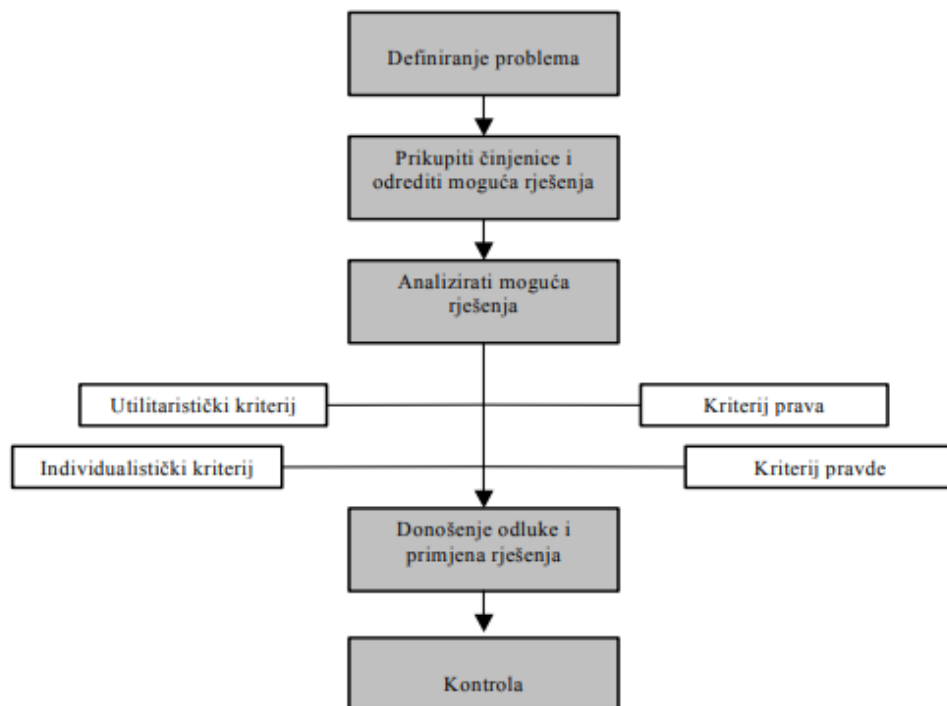 Definiranje problema
Prikupiti činjenice i
odrediti moguća rješenja
Analizirati moguća
rješenja
Utilitaristički kriterij
Kriterij prava
Individualistički kriterij
Kriterij pravde
Donošenje odluke i
primjena rješenja
Kontrola